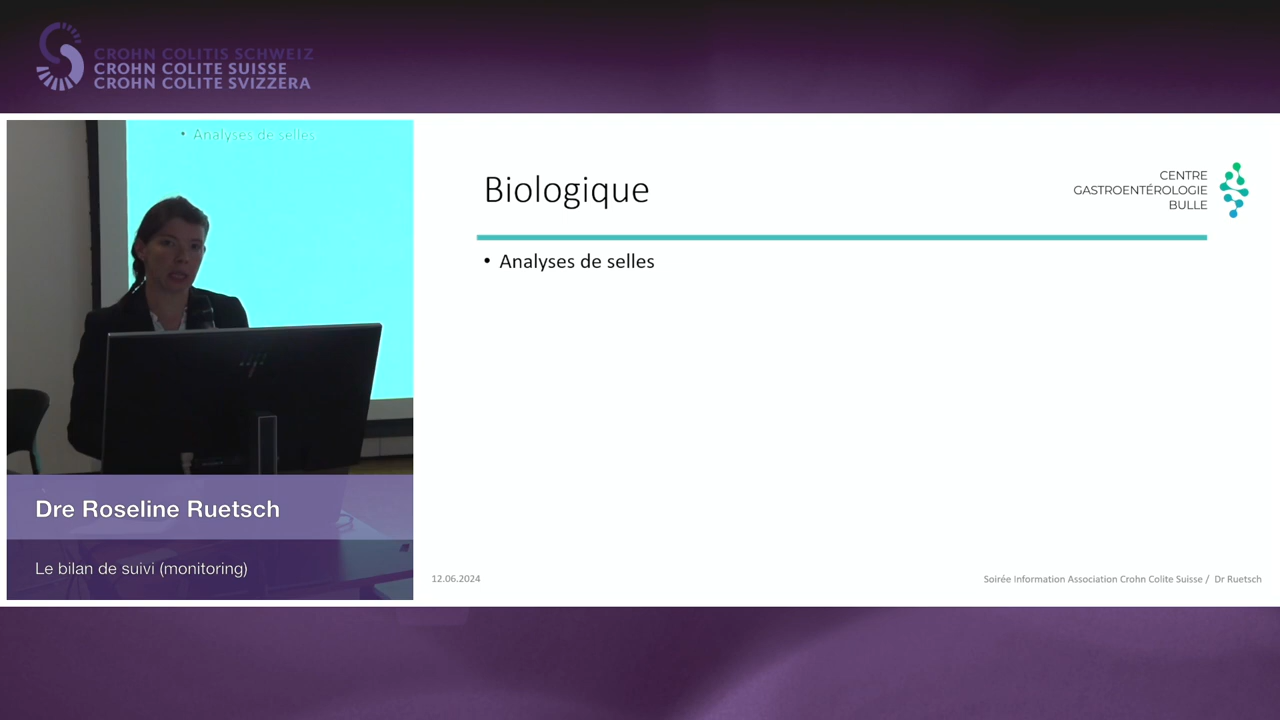 CROHN COLITIS SCHWEIZ
CROHN COLITE SUISSE
CROHN COLITE SVIZZERA
• Analyses de selles
Dre Roseline Ruetsch
Le bilan de suivi (monitoring)
Biologique
CENTRE
GASTROENTÉROLOGIE
BULLE
• Analyses de selles
12.06.2024
Soirée Information Association Crohn Colite Suisse / Dr Ruetsch
hp